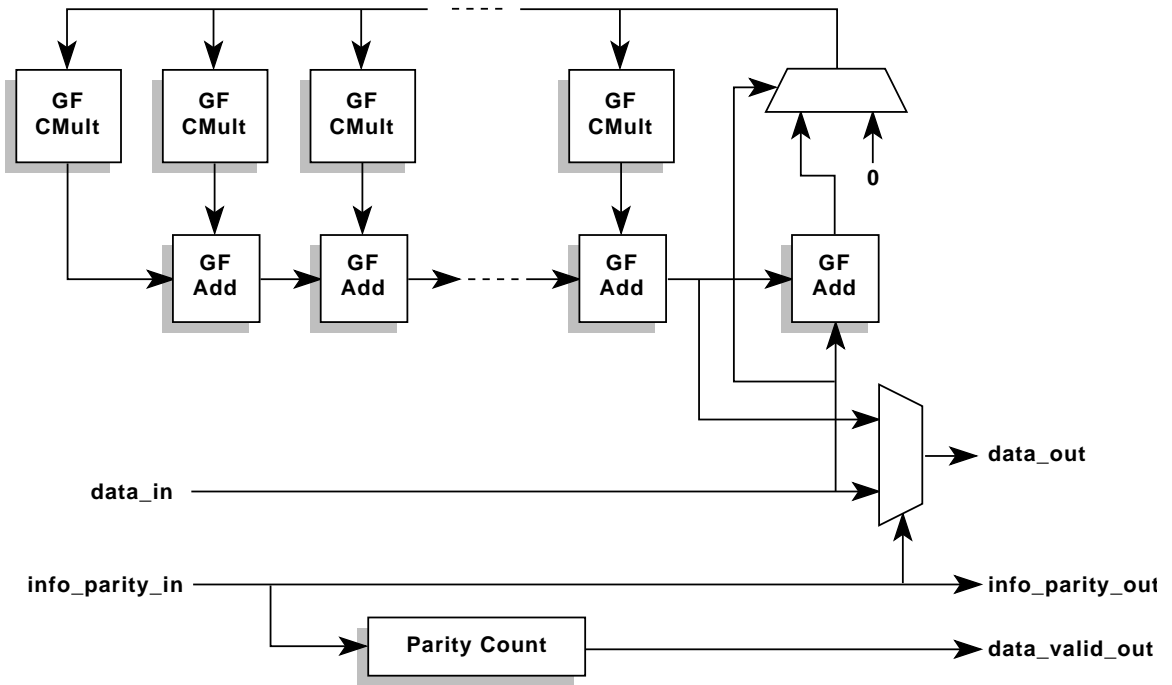 GF
CMult
GF
CMult
GF
CMult
GF
CMult
0
GF
Add
GF
Add
GF
Add
GF
Add
data_out
data_in
info_parity_in
info_parity_out
Parity Count
data_valid_out